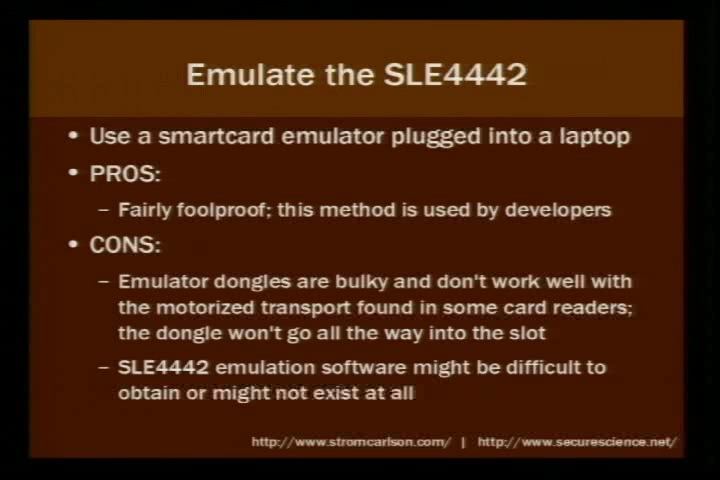 Emulate the SLE4442
• Use a smartcard emulator plugged into a laptop
• PROS:
– Fairly foolproof; this method is used by developers
• CONS:
– Emulator dongles are bulky and don't work well with
the motorized transport found in some card readers;
the dongle won't go all the way into the slot
– SLE4442 emulation software might be difficult to
obtain or might not exist at all
http://www.stromcarlson.com/ | http://www.securescience.net/